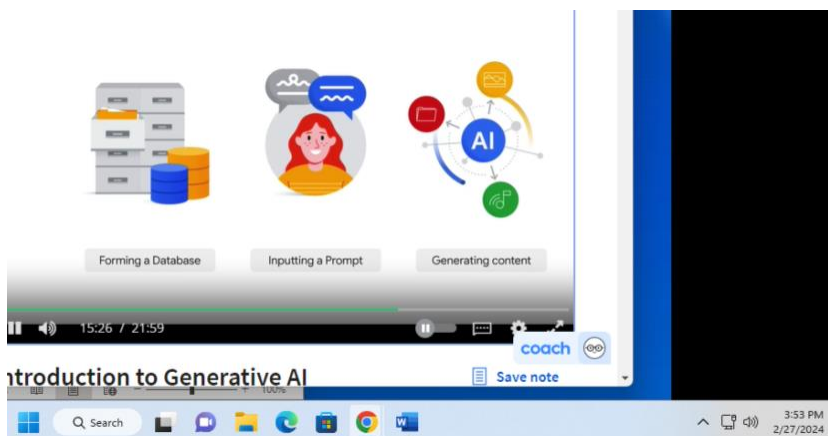 AI
Forming a Database
Inputting a Prompt
Generating content
15:26 / 21:59
coach
ntroduction to Generative AI
Save note
100%
Search
3:53 PM
2/27/2024